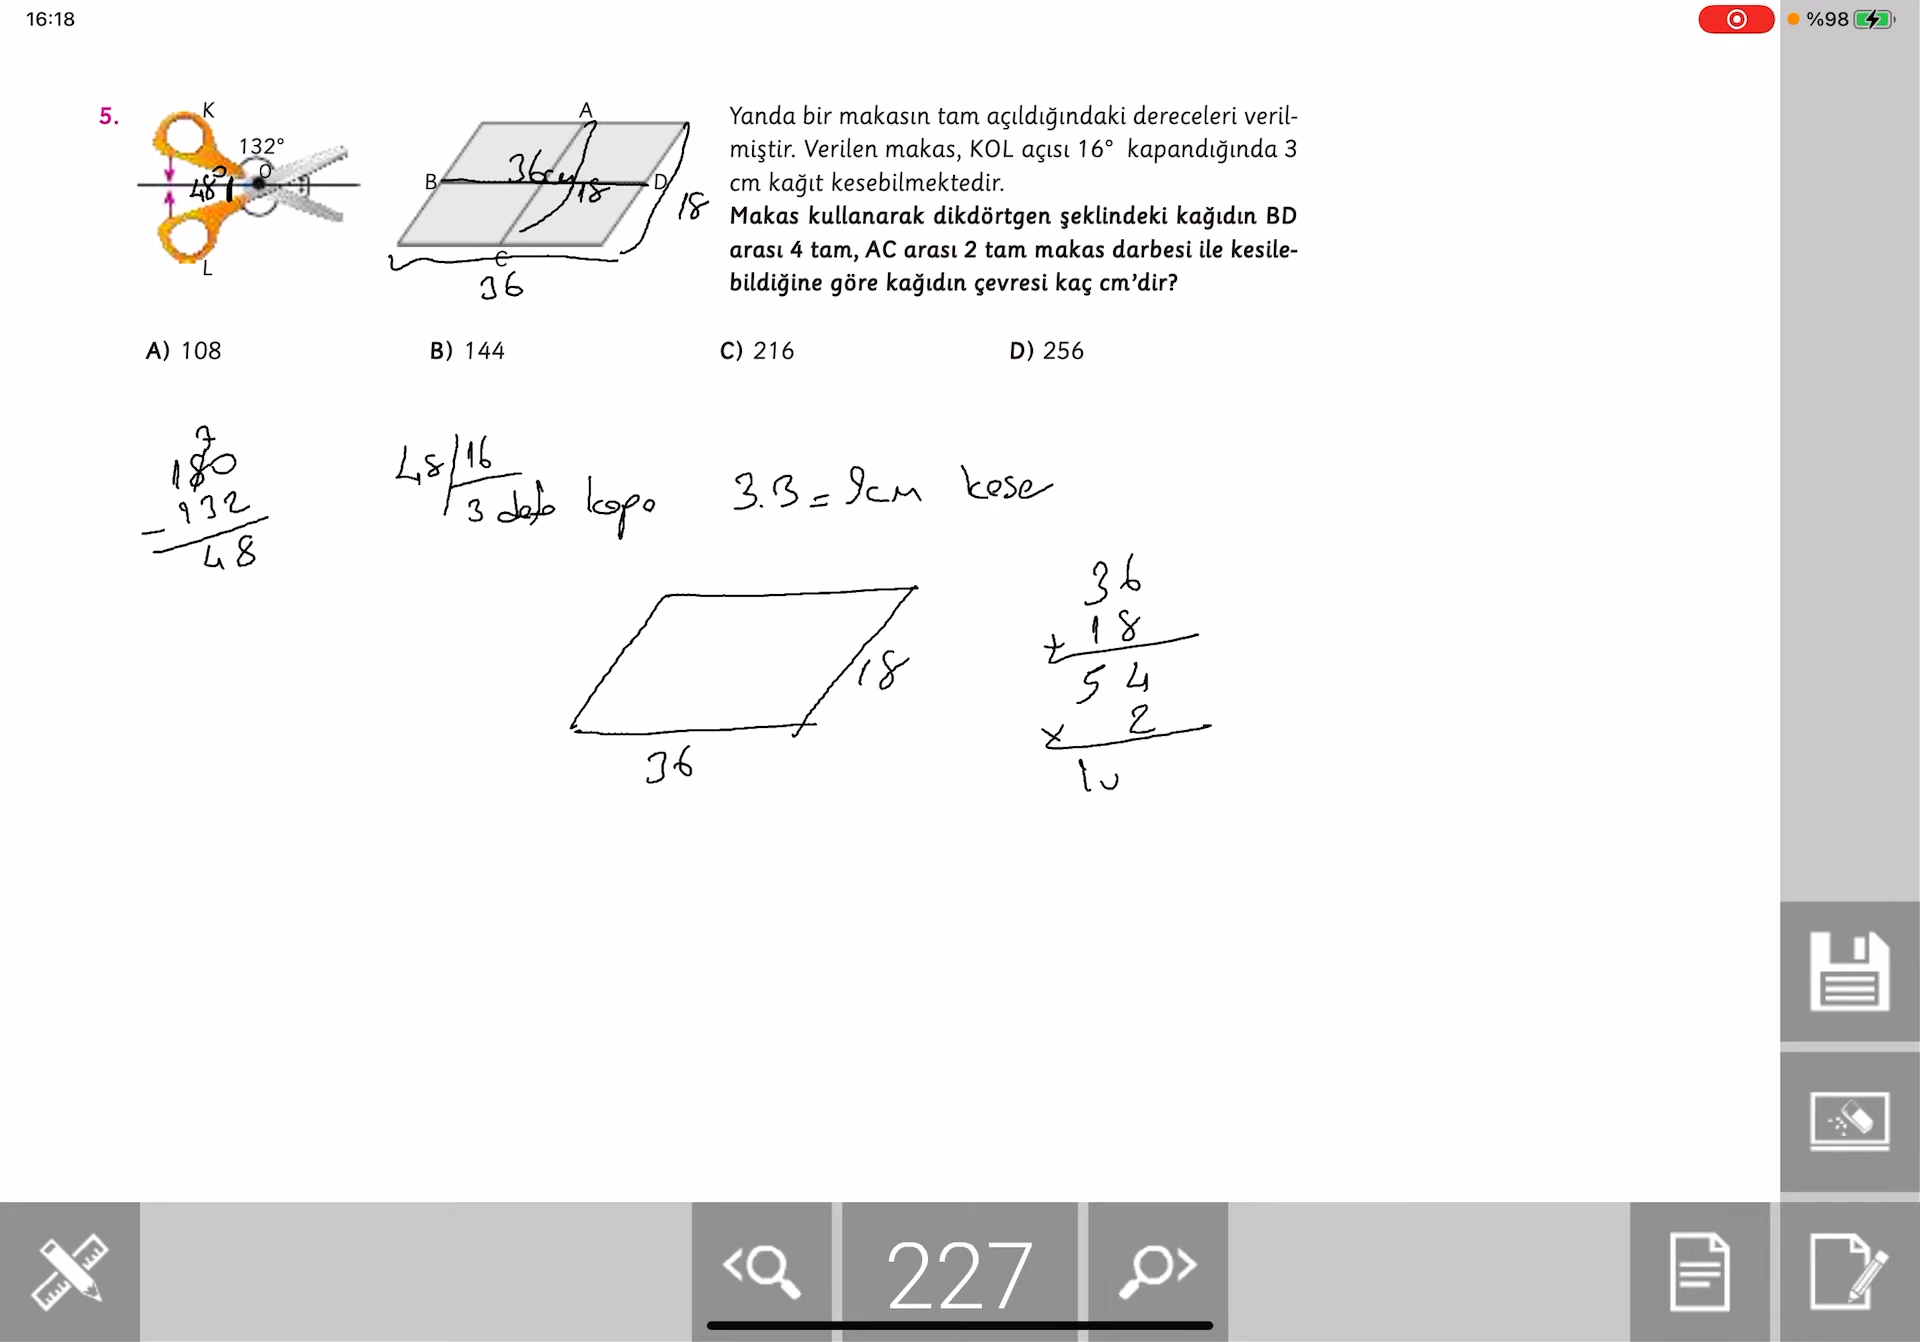 16:18
%98
5.
K
132°
O
48°
L
A
B
36cm
D
18
18
C
36
Yanda bir makasın tam açıldığındaki dereceleri veril-
miştir. Verilen makas, KOL açısı 16° kapandığında 3
cm kağıt kesebilmektedir.
Makas kullanarak dikdörtgen şeklindeki kağıdın BD
arası 4 tam, AC arası 2 tam makas darbesi ile kesile-
bildiğine göre kağıdın çevresi kaç cm'dir?
A) 108 B) 144 C) 216 D) 256
7
180
- 132
48
48 16
3 defa kapa
3.3 = 9cm kese
36
+ 18
54
x 2
10
18
36
227